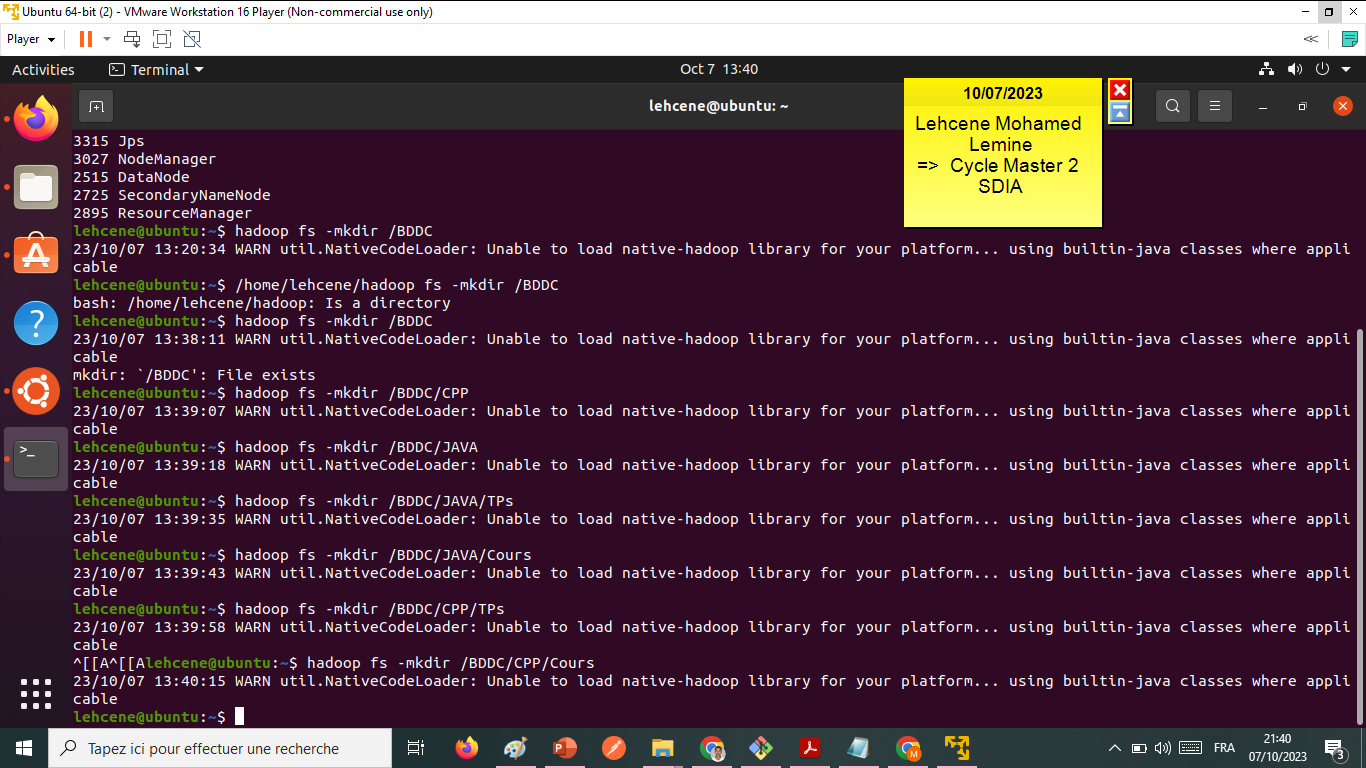 Ubuntu 64-bit (2) - VMware Workstation 16 Player (Non-commercial use only)
Player
Activities
Terminal
Oct 7 13:40
lehcene@ubuntu: ~
10/07/2023
Lehcene Mohamed
Lemine
=> Cycle Master 2
SDIA
3315 Jps
3027 NodeManager
2515 DataNode
2725 SecondaryNameNode
2895 ResourceManager
lehcene@ubuntu:~$ hadoop fs -mkdir /BDDC
23/10/07 13:20:34 WARN util.NativeCodeLoader: Unable to load native-hadoop library for your platform... using builtin-java classes where appli
cable
lehcene@ubuntu:~$ /home/lehcene/hadoop fs -mkdir /BDDC
bash: /home/lehcene/hadoop: Is a directory
lehcene@ubuntu:~$ hadoop fs -mkdir /BDDC
23/10/07 13:38:11 WARN util.NativeCodeLoader: Unable to load native-hadoop library for your platform... using builtin-java classes where appli
cable
mkdir: `/BDDC': File exists
lehcene@ubuntu:~$ hadoop fs -mkdir /BDDC/CPP
23/10/07 13:39:07 WARN util.NativeCodeLoader: Unable to load native-hadoop library for your platform... using builtin-java classes where appli
cable
lehcene@ubuntu:~$ hadoop fs -mkdir /BDDC/JAVA
23/10/07 13:39:18 WARN util.NativeCodeLoader: Unable to load native-hadoop library for your platform... using builtin-java classes where appli
cable
lehcene@ubuntu:~$ hadoop fs -mkdir /BDDC/JAVA/TPs
23/10/07 13:39:35 WARN util.NativeCodeLoader: Unable to load native-hadoop library for your platform... using builtin-java classes where appli
cable
lehcene@ubuntu:~$ hadoop fs -mkdir /BDDC/JAVA/Cours
23/10/07 13:39:43 WARN util.NativeCodeLoader: Unable to load native-hadoop library for your platform... using builtin-java classes where appli
cable
lehcene@ubuntu:~$ hadoop fs -mkdir /BDDC/CPP/TPs
23/10/07 13:39:58 WARN util.NativeCodeLoader: Unable to load native-hadoop library for your platform... using builtin-java classes where appli
cable
^[[A^[[Alehcene@ubuntu:~$ hadoop fs -mkdir /BDDC/CPP/Cours
23/10/07 13:40:15 WARN util.NativeCodeLoader: Unable to load native-hadoop library for your platform... using builtin-java classes where appli
cable
lehcene@ubuntu:~$
Tapez ici pour effectuer une recherche
FRA
21:40
07/10/2023
3